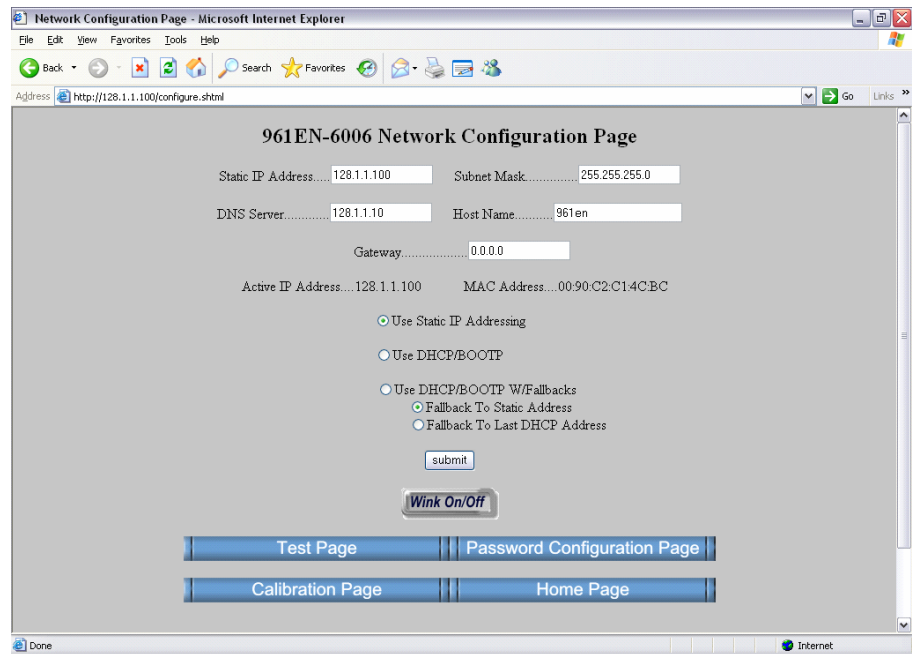 Network Configuration Page - Microsoft Internet Explorer
File Edit View Favorites Tools Help
Back Search Favorites
Address http://128.1.1.100/configure.shtml Go Links »
961EN-6006 Network Configuration Page
Static IP Address..... 128.1.1.100 Subnet Mask.............. 255.255.255.0
DNS Server............ 128.1.1.10 Host Name.......... 961en
Gateway.................... 0.0.0.0
Active IP Address....128.1.1.100 MAC Address....00:90:C2:C1:4C:BC
Use Static IP Addressing
Use DHCP/BOOTP
Use DHCP/BOOTP W/Fallbacks
Fallback To Static Address
Fallback To Last DHCP Address
submit
Wink On/Off
Test Page Password Configuration Page
Calibration Page Home Page
Done Internet